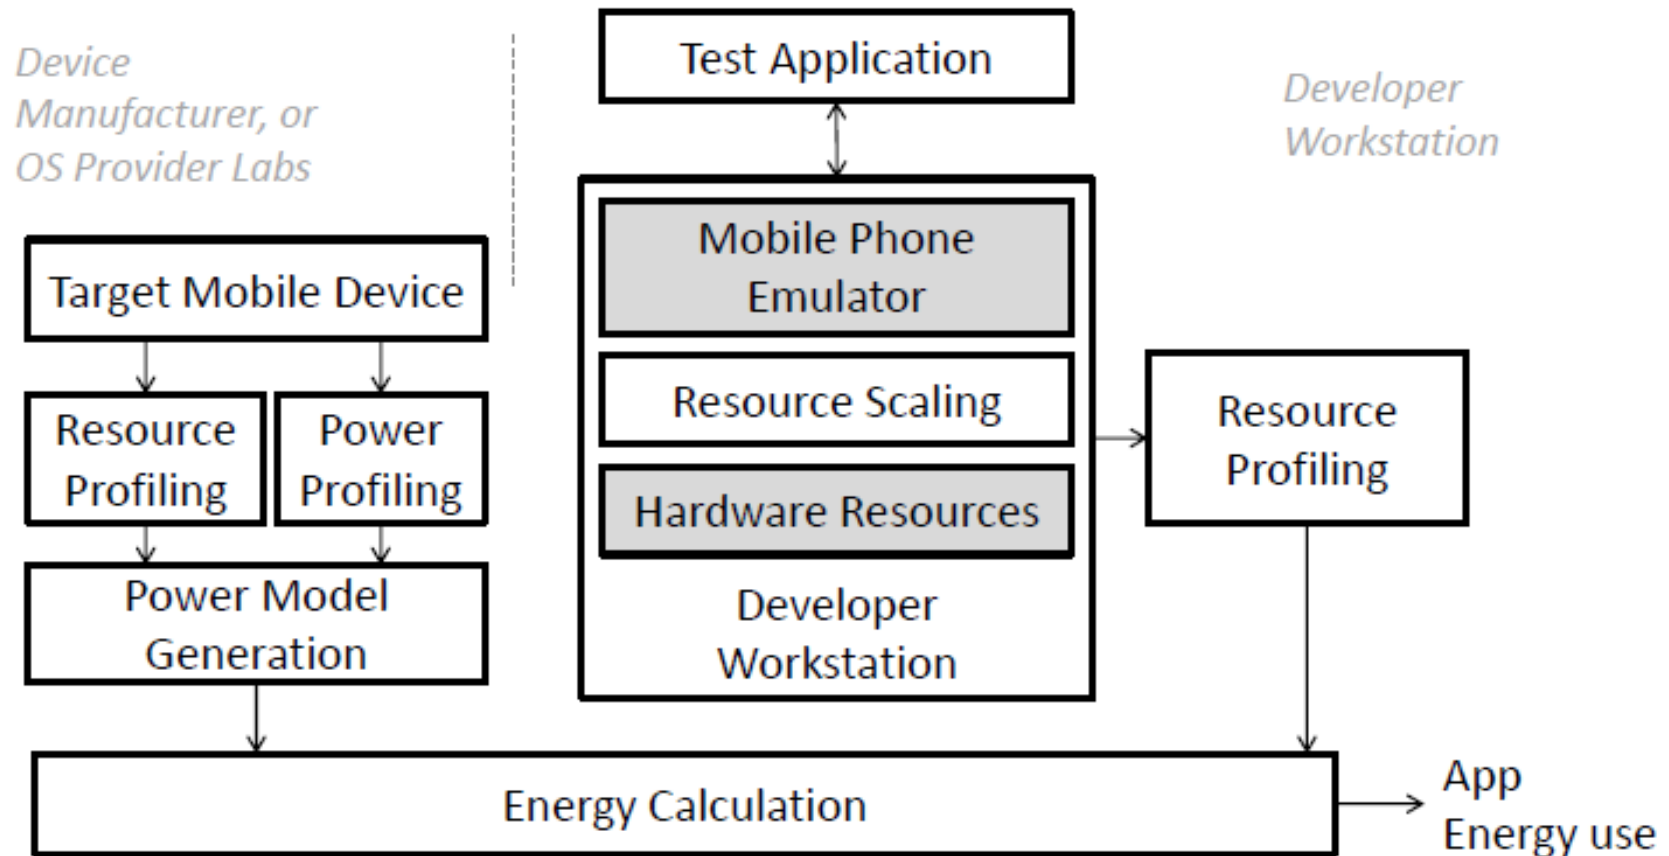 Device
Manufacturer, or
OS Provider Labs
Test Application
Developer
Workstation
Mobile Phone
Emulator
Target Mobile Device
Resource Scaling
Resource
Profiling
Power
Profiling
Resource
Profiling
Hardware Resources
Power Model
Generation
Developer
Workstation
Energy Calculation
App
Energy use